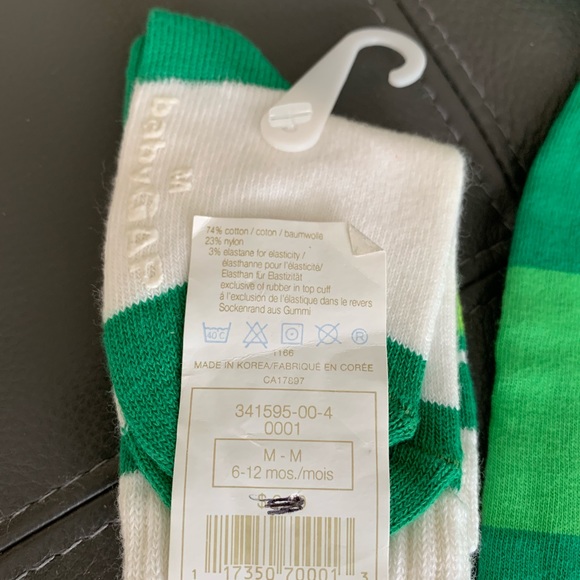 M
babyGAP
74% cotton / coton / baumwolle
23% nylon
3% elastane for elasticity/
élasthanne pour l'élasticité/
Elasthan für Elastizität
exclusive of rubber in top cuff
à l'exclusion de l'élastique dans le revers
Sockenrand aus Gummi
40°C
®
1166
MADE IN KOREA/FABRIQUÉ EN CORÉE
CA17897
341595-00-4
0001
M - M
6-12 mos./mois
1 17350 70001 3